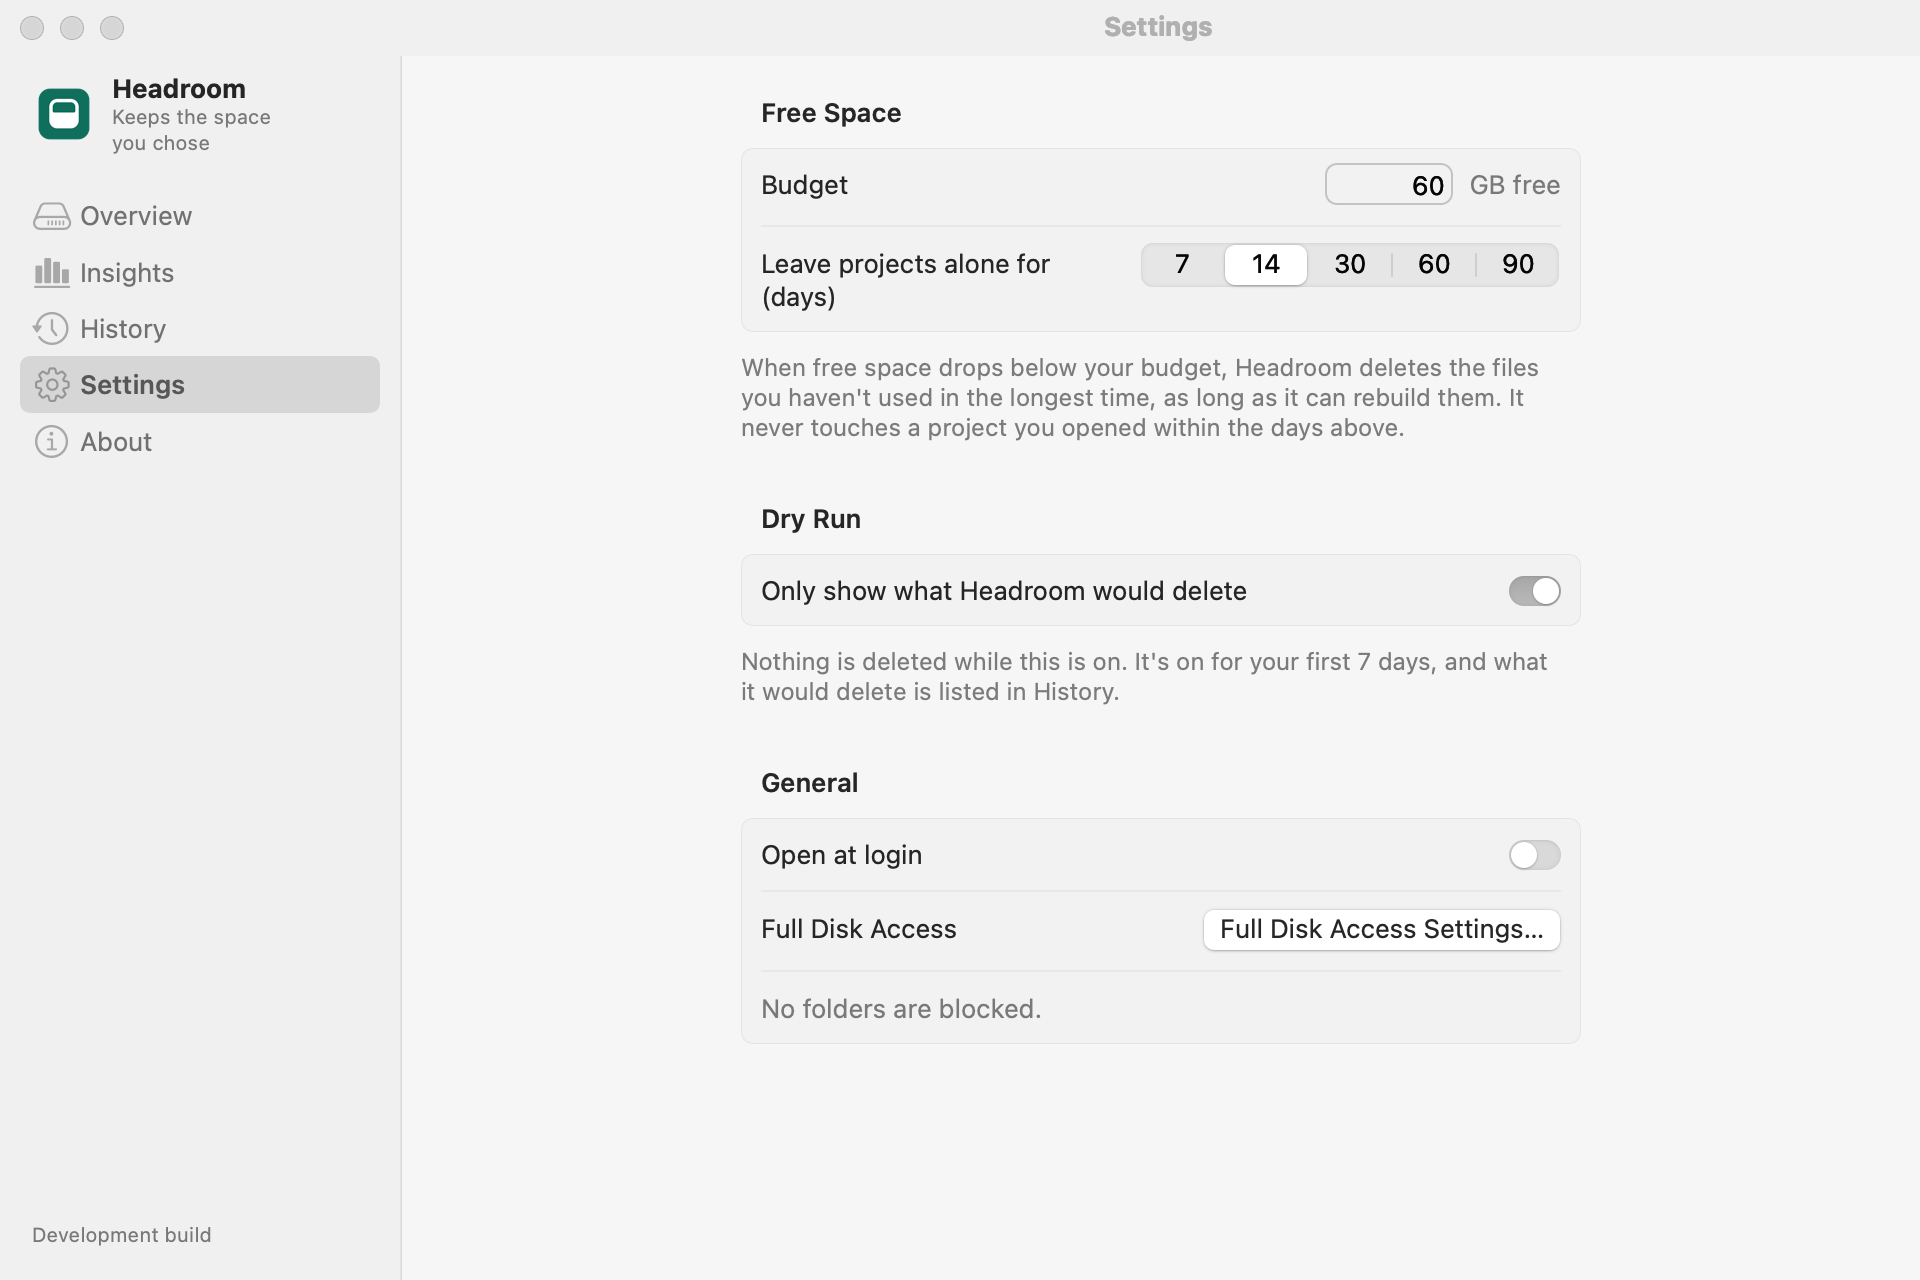 Settings
Headroom
Keeps the space
you chose
Overview
Insights
History
Settings
About
Development build
Free Space
Budget 60 GB free
Leave projects alone for 7 14 30 60 90
(days)
When free space drops below your budget, Headroom deletes the files
you haven't used in the longest time, as long as it can rebuild them. It
never touches a project you opened within the days above.
Dry Run
Only show what Headroom would delete
Nothing is deleted while this is on. It's on for your first 7 days, and what
it would delete is listed in History.
General
Open at login
Full Disk Access Full Disk Access Settings...
No folders are blocked.